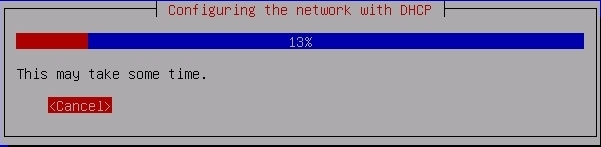 Configuring the network with DHCP
13%
This may take some time.
<Cancel>